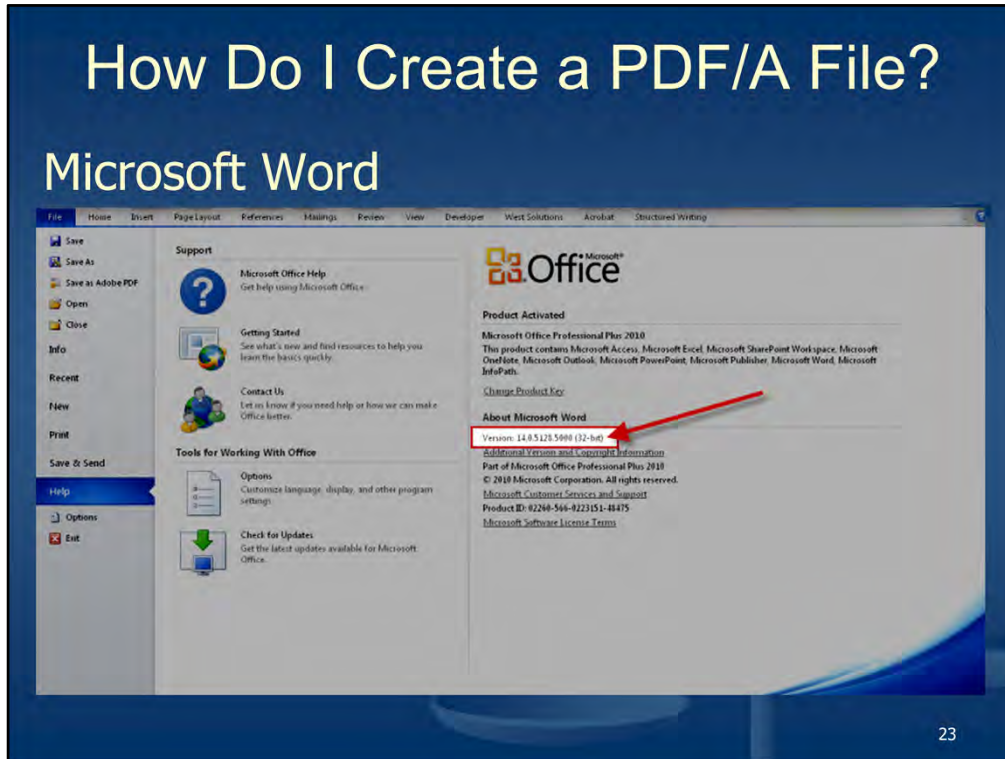 How Do I Create a PDF/A File?
Microsoft Word
File Home Insert Page Layout References Mailings Review View Developer West Solutions Acrobat Structured Writing
Save
Save As
Save as Adobe PDF
Open
Close
Info
Recent
New
Print
Save & Send
Help
Options
Exit
Support
Microsoft Office Help
Get help using Microsoft Office.
Getting Started
See what's new and find resources to help you
learn the basics quickly.
Contact Us
Let us know if you need help or how we can make
Office better.
Tools for Working With Office
Options
Customize language, display, and other program
settings.
Check for Updates
Get the latest updates available for Microsoft
Office.
Microsoft®
Office
Product Activated
Microsoft Office Professional Plus 2010
This product contains Microsoft Access, Microsoft Excel, Microsoft SharePoint Workspace, Microsoft
OneNote, Microsoft Outlook, Microsoft PowerPoint, Microsoft Publisher, Microsoft Word, Microsoft
InfoPath.
Change Product Key
About Microsoft Word
Version: 14.0.5128.5000 (32-bit)
Additional Version and Copyright Information
Part of Microsoft Office Professional Plus 2010
© 2010 Microsoft Corporation. All rights reserved.
Microsoft Customer Services and Support
Product ID: 02260-566-0223151-48475
Microsoft Software License Terms
23